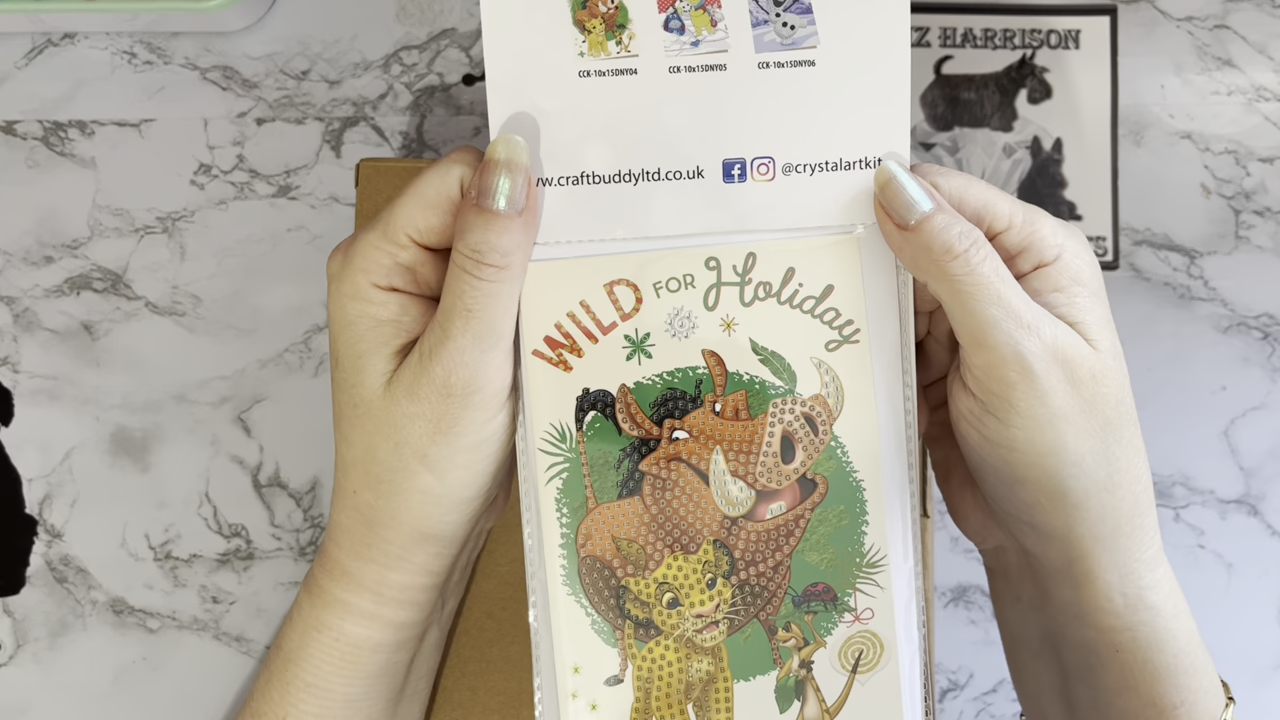 CCK-10x15DNY04 CCK-10x15DNY05 CCK-10x15DNY06
Z HARRISON
w.craftbuddyltd.co.uk @crystalartkit
WILD FOR Holiday